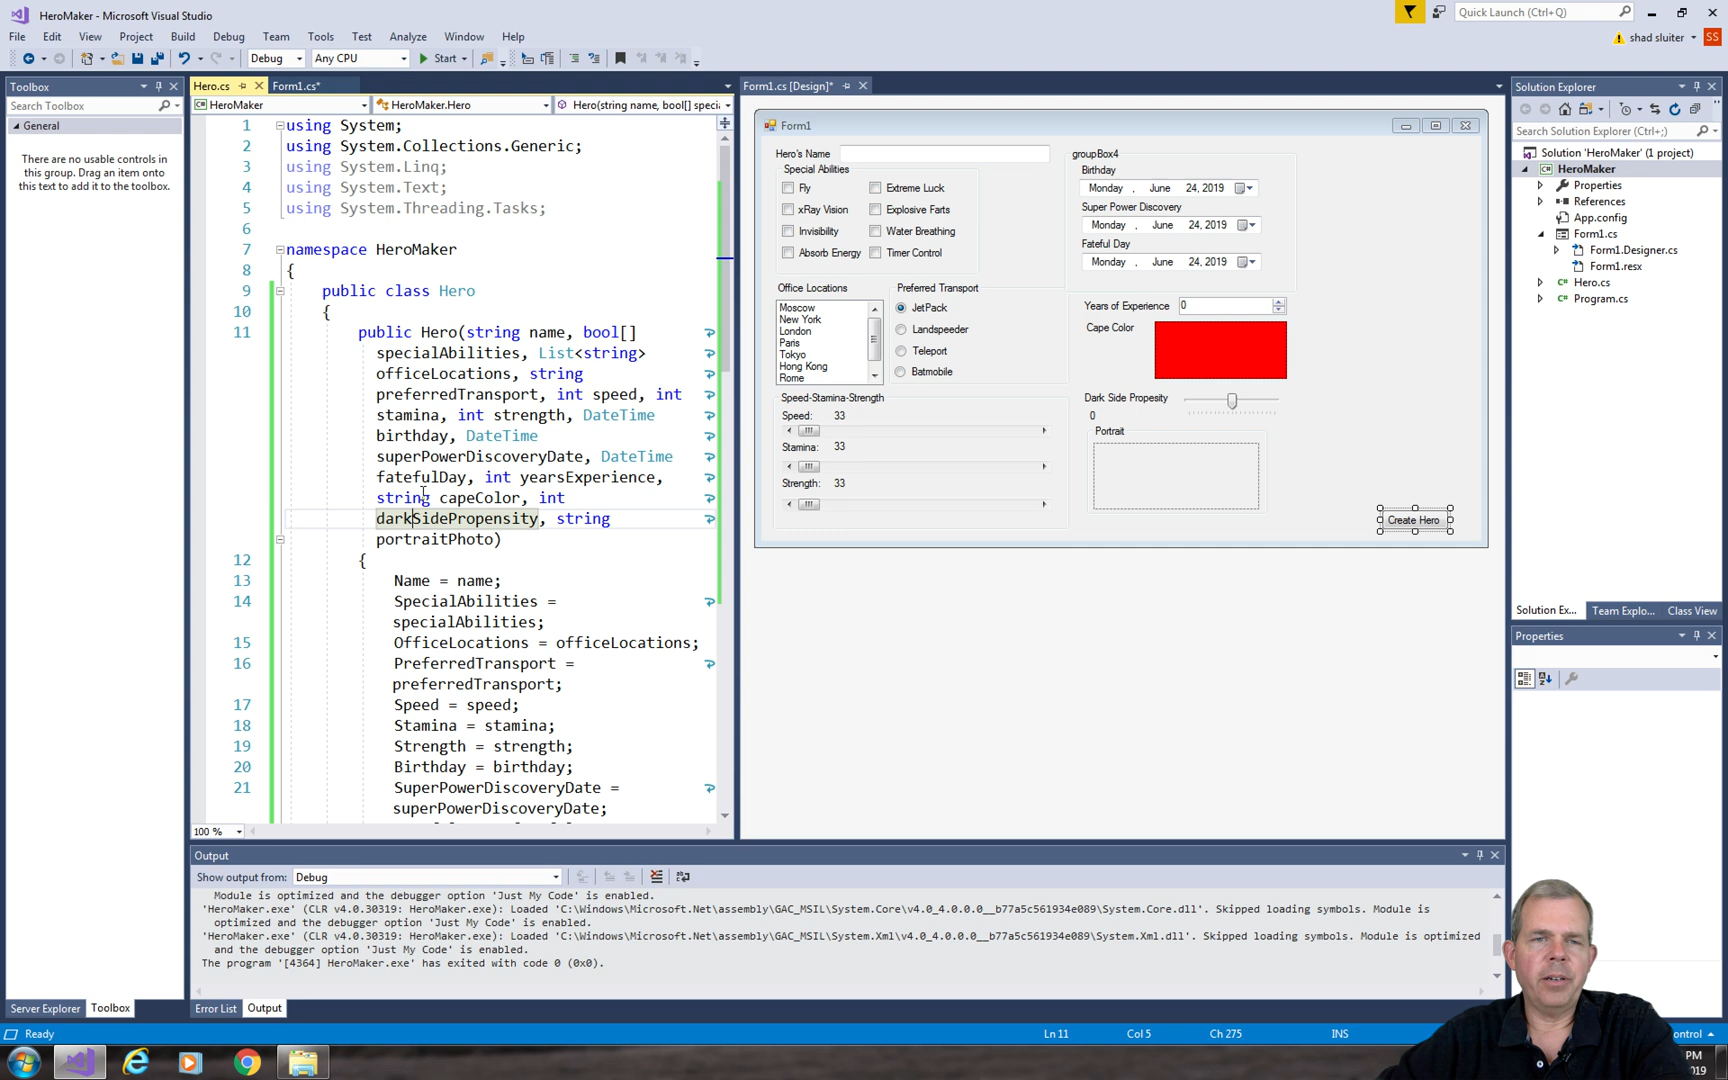 HeroMaker - Microsoft Visual Studio
Quick Launch (Ctrl+Q)
File Edit View Project Build Debug Team Tools Test Analyze Window Help
shad sluiter SS
Debug Any CPU Start
Toolbox
Search Toolbox
General
There are no usable controls in
this group. Drag an item onto
this text to add it to the toolbox.
Hero.cs Form1.cs*
HeroMaker HeroMaker.Hero Hero(string name, bool[] speci
1 using System;
2 using System.Collections.Generic;
3 using System.Linq;
4 using System.Text;
5 using System.Threading.Tasks;
6
7 namespace HeroMaker
8 {
9 public class Hero
10 {
11 public Hero(string name, bool[]
specialAbilities, List<string>
officeLocations, string
preferredTransport, int speed, int
stamina, int strength, DateTime
birthday, DateTime
superPowerDiscoveryDate, DateTime
fatefulDay, int yearsExperience,
string capeColor, int
darkSidePropensity, string
portraitPhoto)
12 {
13 Name = name;
14 SpecialAbilities =
specialAbilities;
15 OfficeLocations = officeLocations;
16 PreferredTransport =
preferredTransport;
17 Speed = speed;
18 Stamina = stamina;
19 Strength = strength;
20 Birthday = birthday;
21 SuperPowerDiscoveryDate =
superPowerDiscoveryDate;
100 %
Form1.cs [Design]*
Form1
Hero's Name
Special Abilities
Fly Extreme Luck
xRay Vision Explosive Farts
Invisibility Water Breathing
Absorb Energy Timer Control
groupBox4
Birthday
Monday , June 24, 2019
Super Power Discovery
Monday , June 24, 2019
Fateful Day
Monday , June 24, 2019
Office Locations
Moscow
New York
London
Paris
Tokyo
Hong Kong
Rome
Preferred Transport
JetPack
Landspeeder
Teleport
Batmobile
Years of Experience 0
Cape Color
Speed-Stamina-Strength
Speed: 33
Stamina: 33
Strength: 33
Dark Side Propesity
0
Portrait
Create Hero
Solution Explorer
Search Solution Explorer (Ctrl+;)
Solution 'HeroMaker' (1 project)
HeroMaker
Properties
References
App.config
Form1.cs
Form1.Designer.cs
Form1.resx
Hero.cs
Program.cs
Solution Ex... Team Explo... Class View
Properties
Output
Show output from: Debug
Module is optimized and the debugger option 'Just My Code' is enabled.
'HeroMaker.exe' (CLR v4.0.30319: HeroMaker.exe): Loaded 'C:\Windows\Microsoft.Net\assembly\GAC_MSIL\System.Core\v4.0_4.0.0.0__b77a5c561934e089\System.Core.dll'. Skipped loading symbols. Module is
optimized and the debugger option 'Just My Code' is enabled.
'HeroMaker.exe' (CLR v4.0.30319: HeroMaker.exe): Loaded 'C:\Windows\Microsoft.Net\assembly\GAC_MSIL\System.Xml\v4.0_4.0.0.0__b77a5c561934e089\System.Xml.dll'. Skipped loading symbols. Module is optimized
and the debugger option 'Just My Code' is enabled.
The program '[4364] HeroMaker.exe' has exited with code 0 (0x0).
Server Explorer Toolbox Error List Output
Ready Ln 11 Col 5 Ch 275 INS ontrol
PM
019